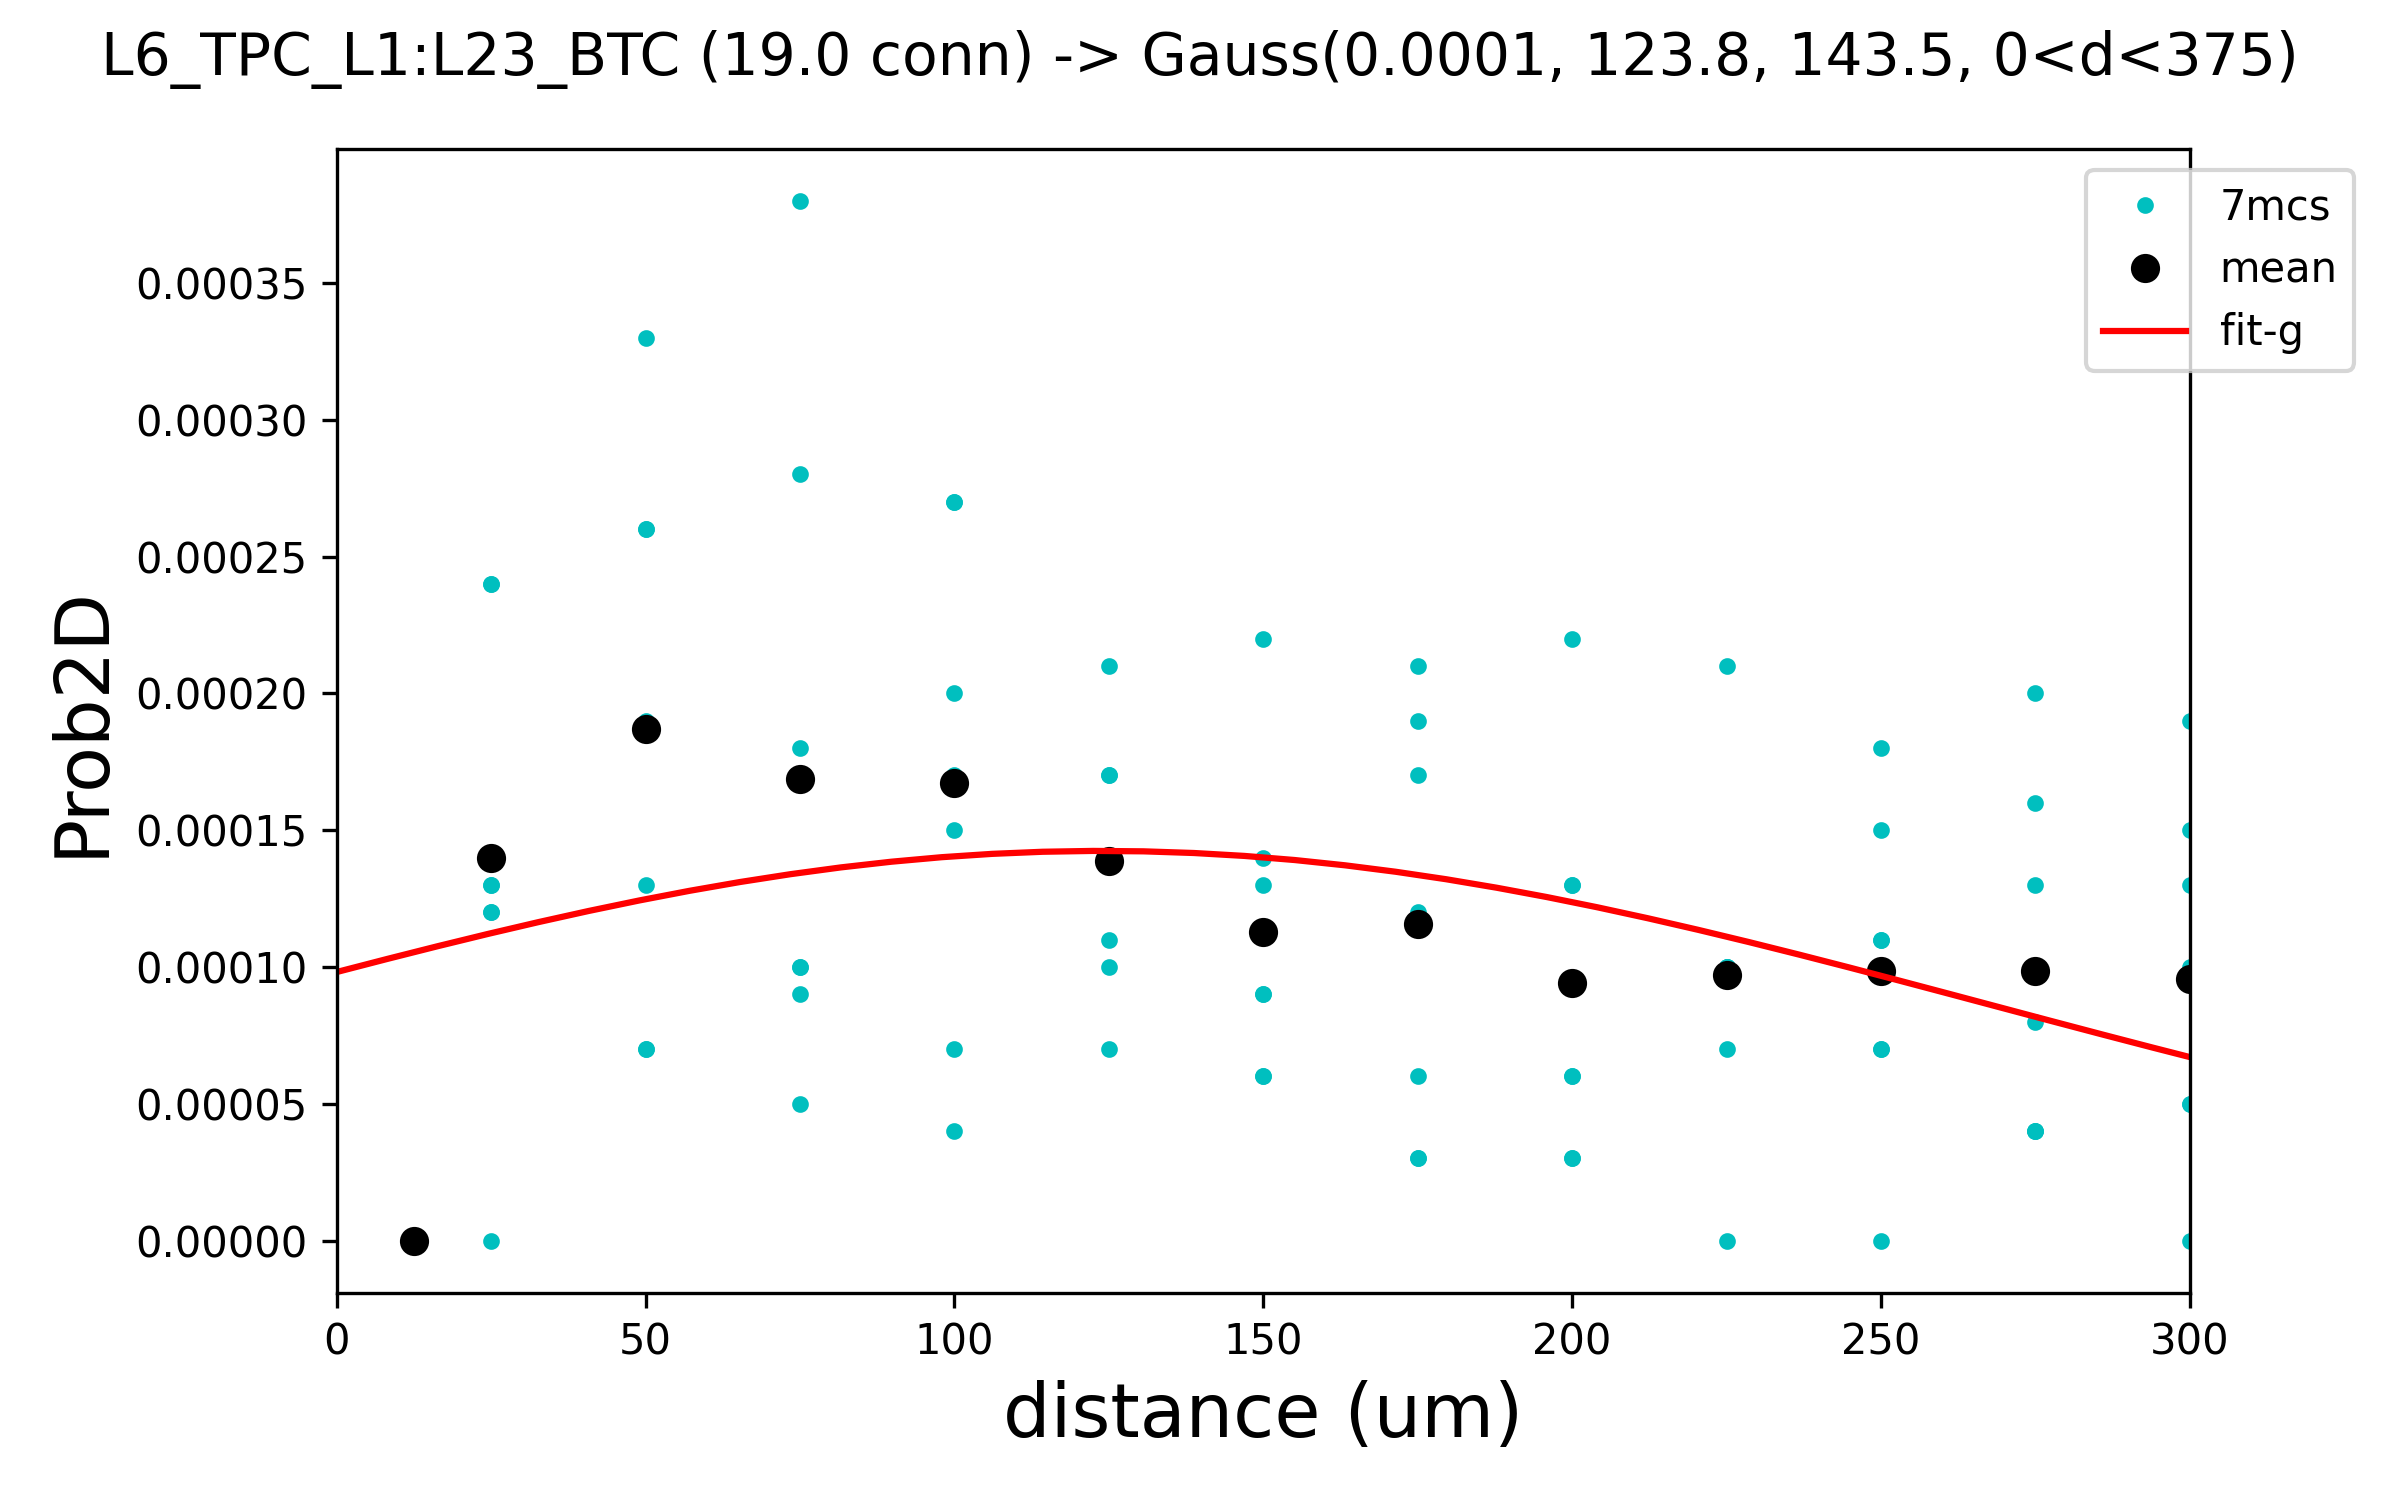 L6_TPC_L1:L23_BTC (19.0 conn) -> Gauss(0.0001, 123.8, 143.5, 0<d<375)
7mcs
mean
fit-g
0.00035
0.00030
0.00025
0.00020
0.00015
0.00010
0.00005
0.00000
Prob2D
0 50 100 150 200 250 300
distance (um)